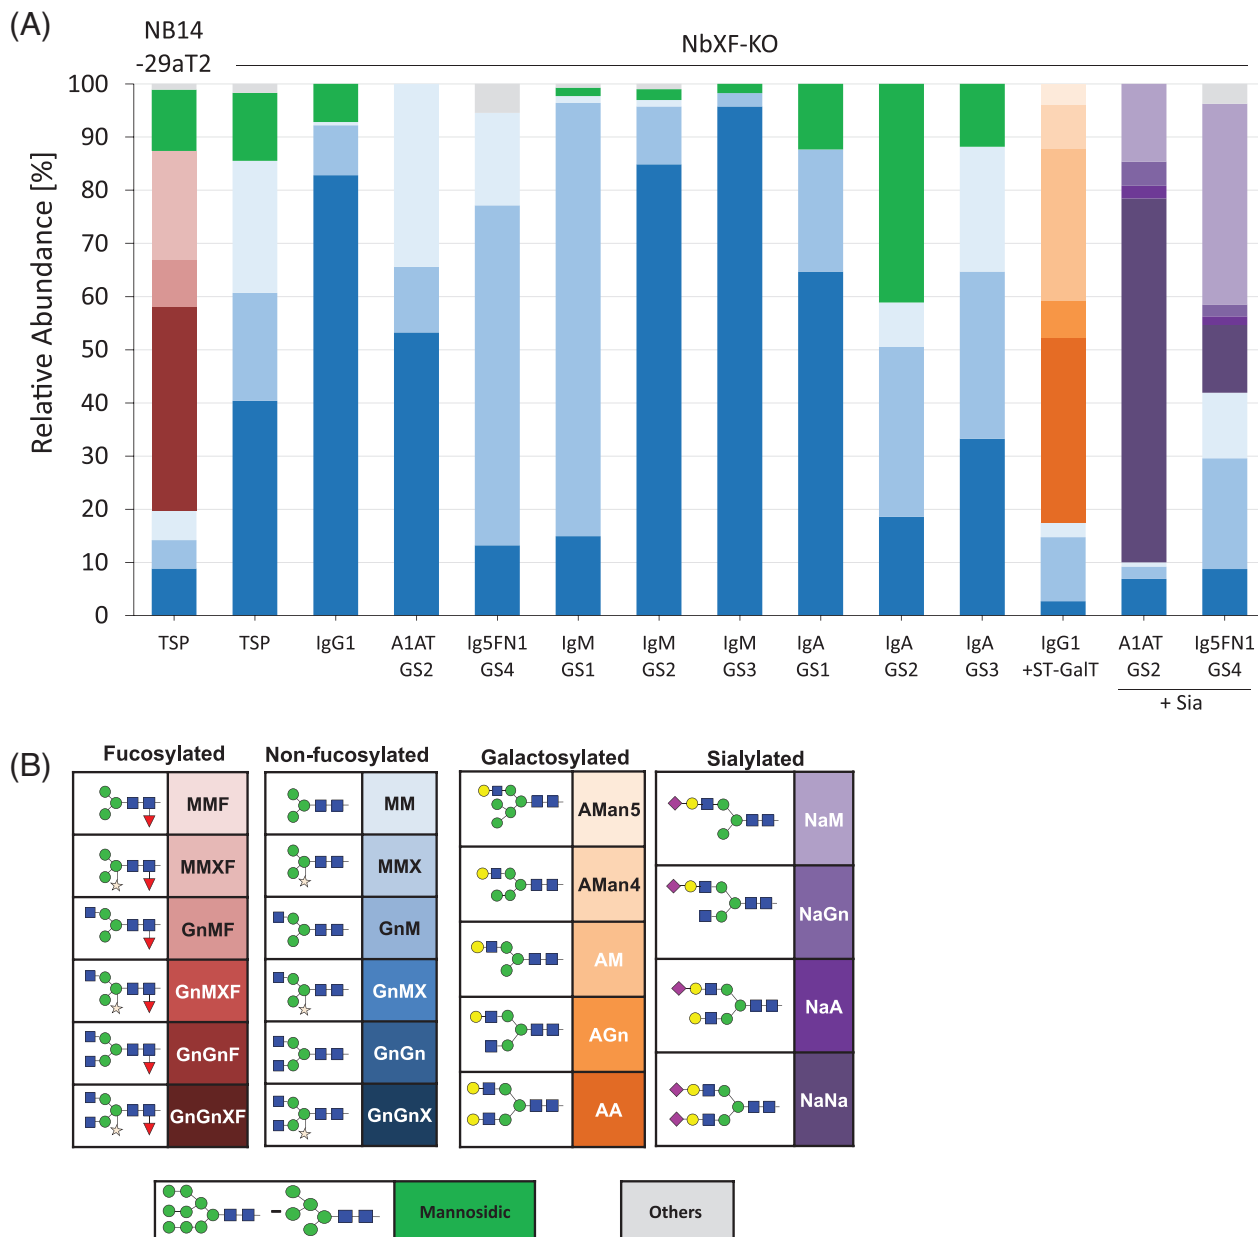 (A)
NB14
-29aT2
NbXF-KO
Relative Abundance [%]
100
90
80
70
60
50
40
30
20
10
0
TSP
TSP
IgG1
A1AT
GS2
Ig5FN1
GS4
IgM
GS1
IgM
GS2
IgM
GS3
IgA
GS1
IgA
GS2
IgA
GS3
IgG1
+ST-GalT
A1AT
GS2
Ig5FN1
GS4
+ Sia
(B)
Fucosylated
MMF
MMXF
GnMF
GnMXF
GnGnF
GnGnXF
Non-fucosylated
MM
MMX
GnM
GnMX
GnGn
GnGnX
Galactosylated
AMan5
AMan4
AM
AGn
AA
Sialylated
NaM
NaGn
NaA
NaNa
Mannosidic
Others